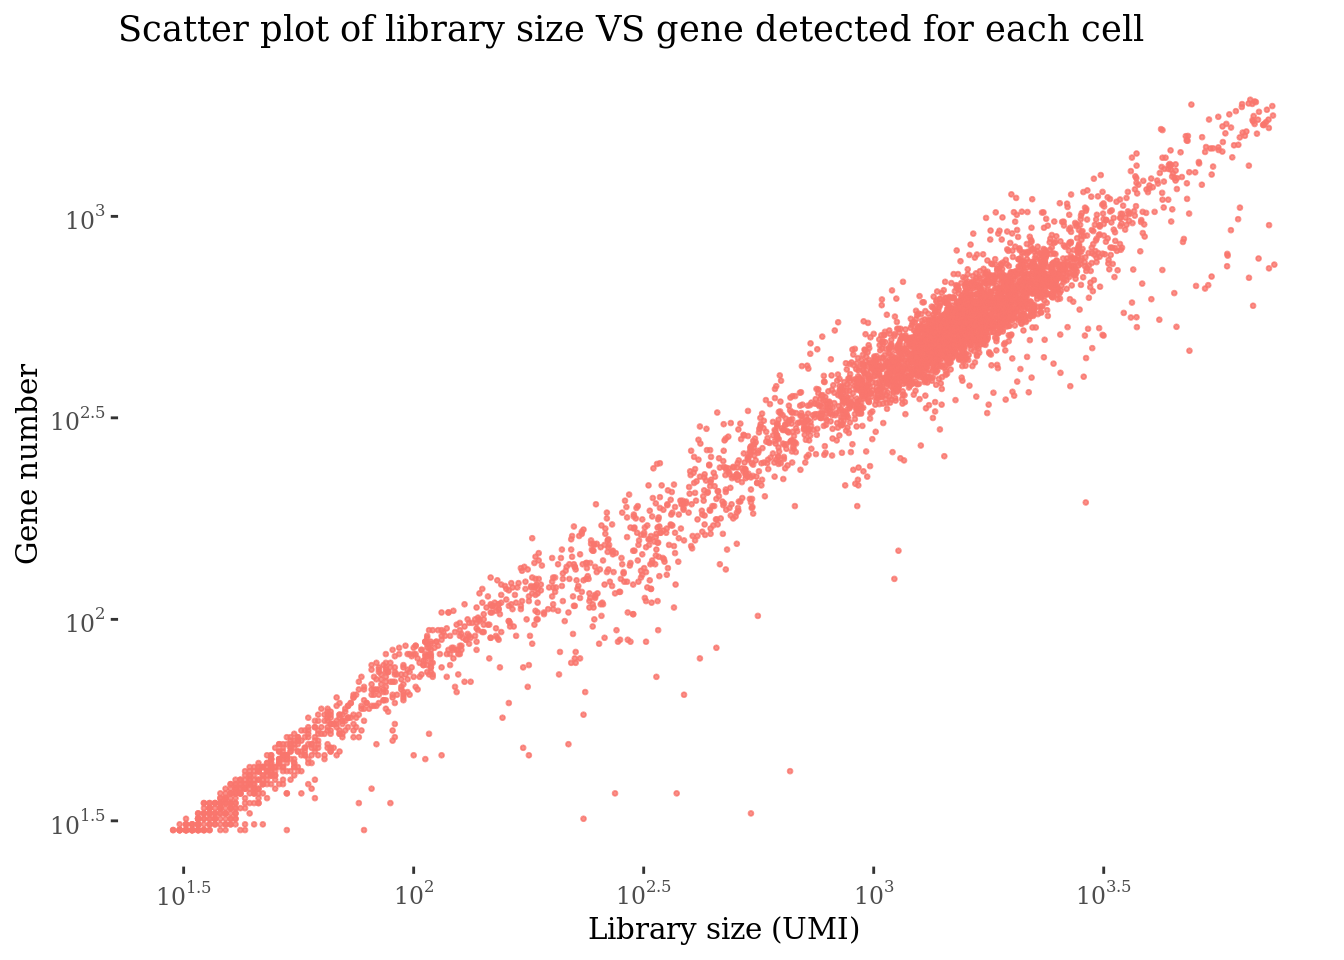 Scatter plot of library size VS gene detected for each cell
Gene number
10^3
10^2.5
10^2
10^1.5
10^1.5 10^2 10^2.5 10^3 10^3.5
Library size (UMI)